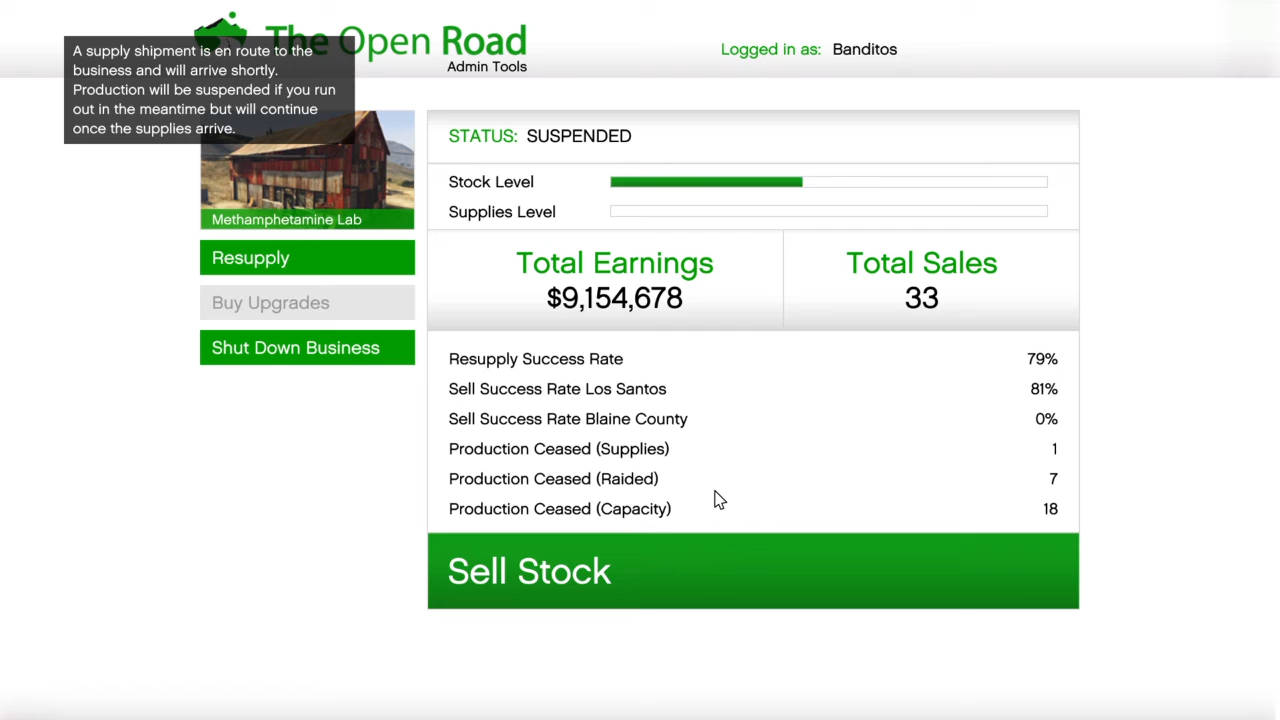 A supply shipment is en route to the
business and will arrive shortly.
Production will be suspended if you run
out in the meantime but will continue
once the supplies arrive.
The Open Road
Admin Tools
Logged in as: Banditos
Methamphetamine Lab
Resupply
Buy Upgrades
Shut Down Business
STATUS: SUSPENDED
Stock Level
Supplies Level
Total Earnings
$9,154,678
Total Sales
33
Resupply Success Rate 79%
Sell Success Rate Los Santos 81%
Sell Success Rate Blaine County 0%
Production Ceased (Supplies) 1
Production Ceased (Raided) 7
Production Ceased (Capacity) 18
Sell Stock